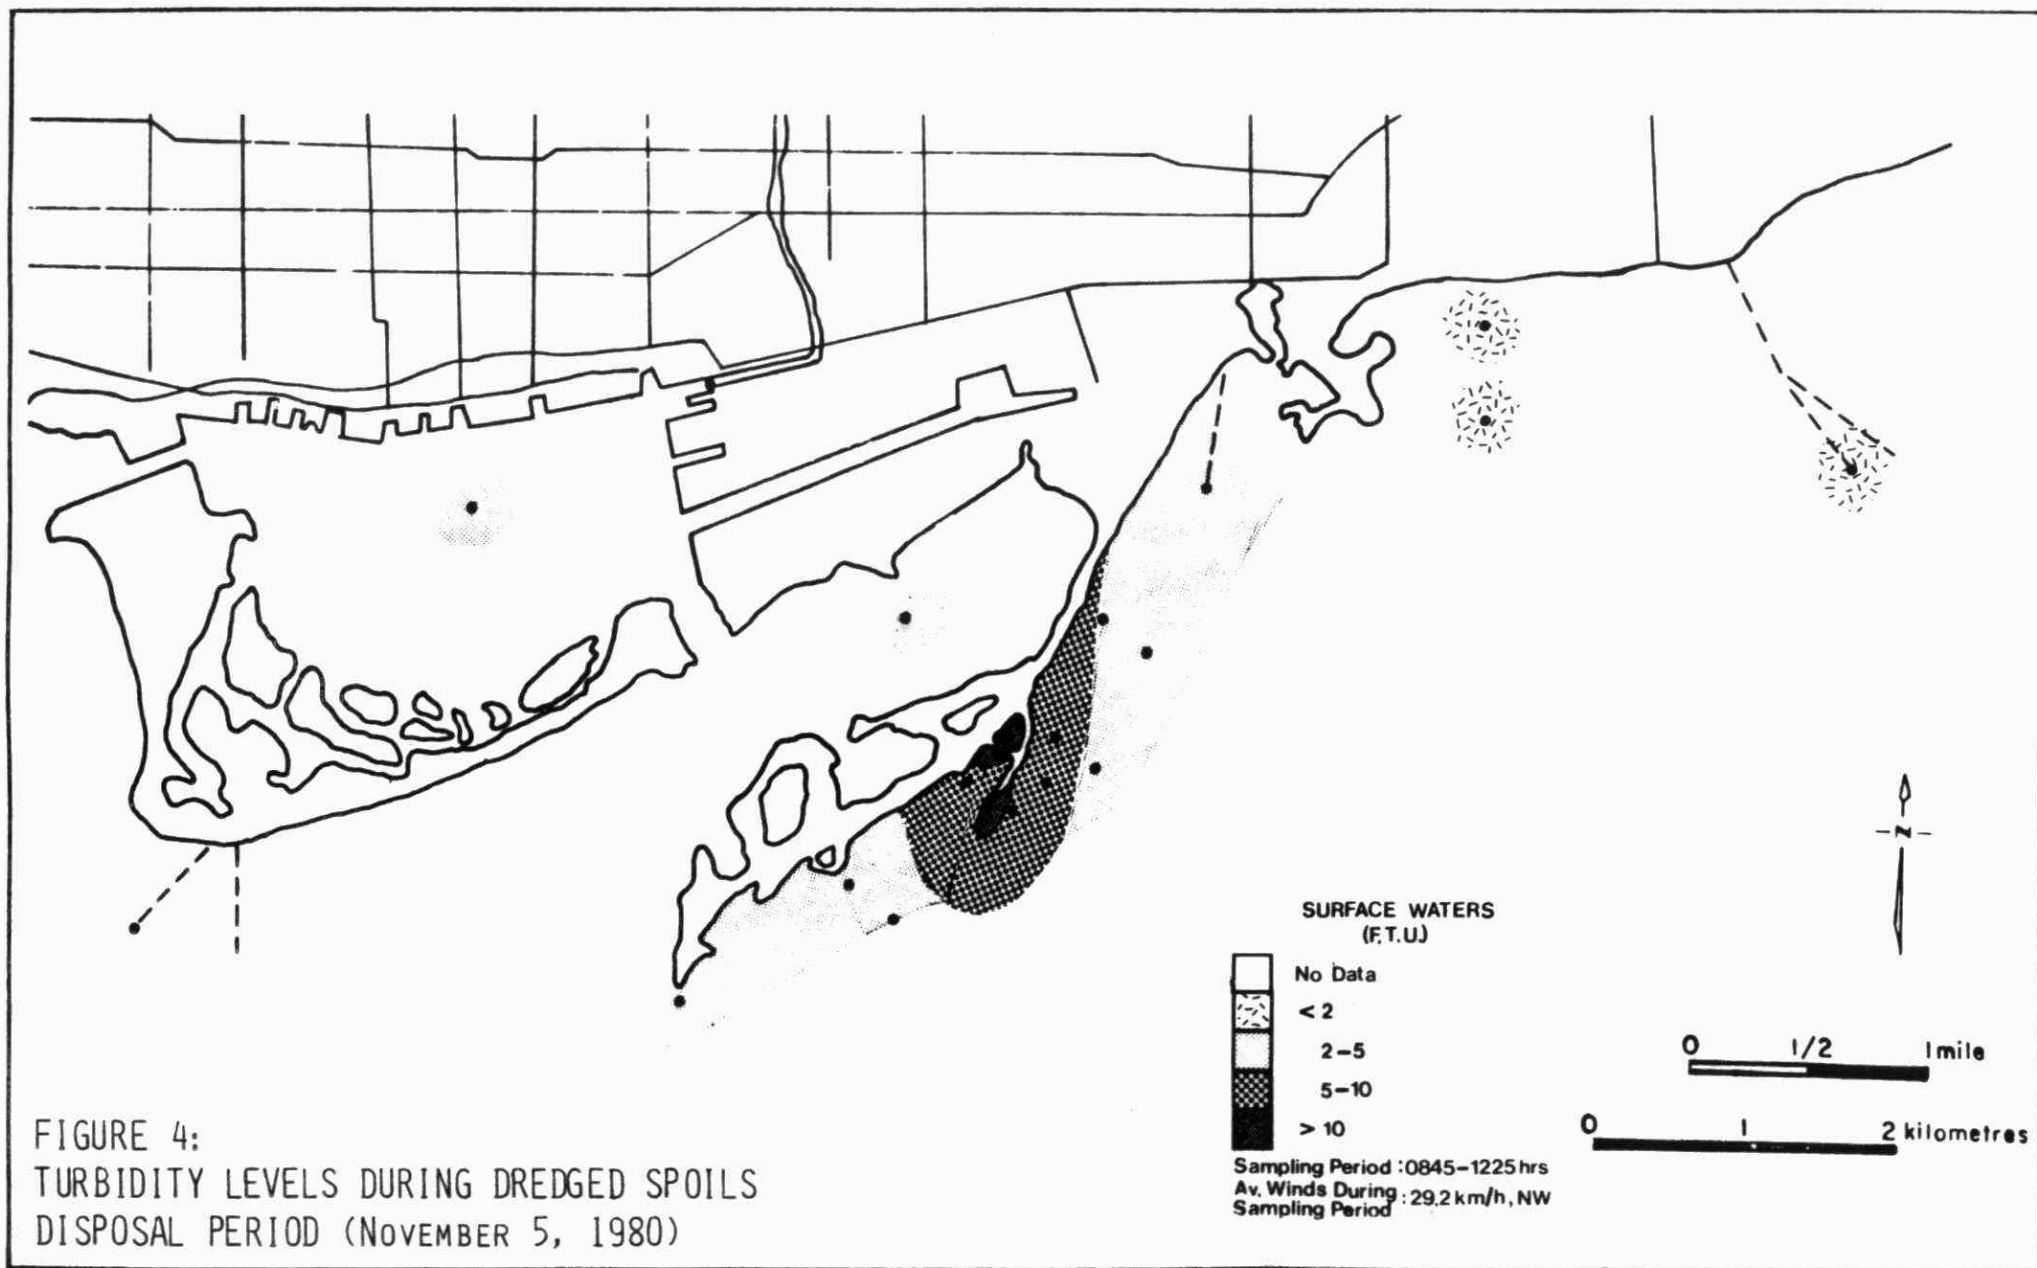 SURFACE WATERS
(F.T.U.)
No Data
< 2
2-5
5-10
> 10
Sampling Period : 0845-1225 hrs
Av. Winds During
Sampling Period : 29.2 km/h, NW
N
0 1/2 1 mile
0 1 2 kilometres
FIGURE 4:
TURBIDITY LEVELS DURING DREDGED SPOILS
DISPOSAL PERIOD (NOVEMBER 5, 1980)